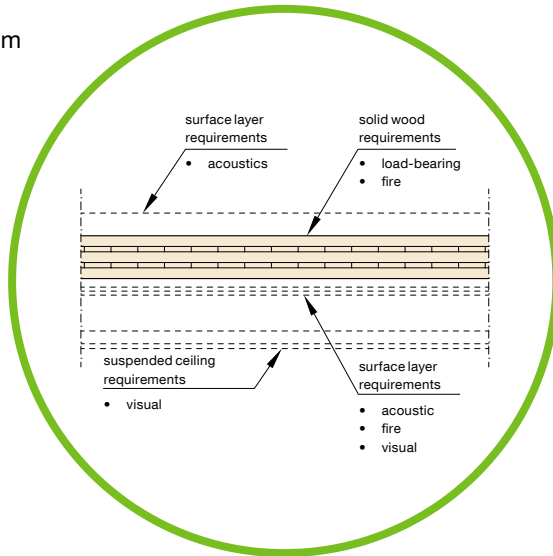 m
surface layer
requirements
• acoustics
solid wood
requirements
• load-bearing
• fire
suspended ceiling
requirements
• visual
surface layer
requirements
• acoustic
• fire
• visual